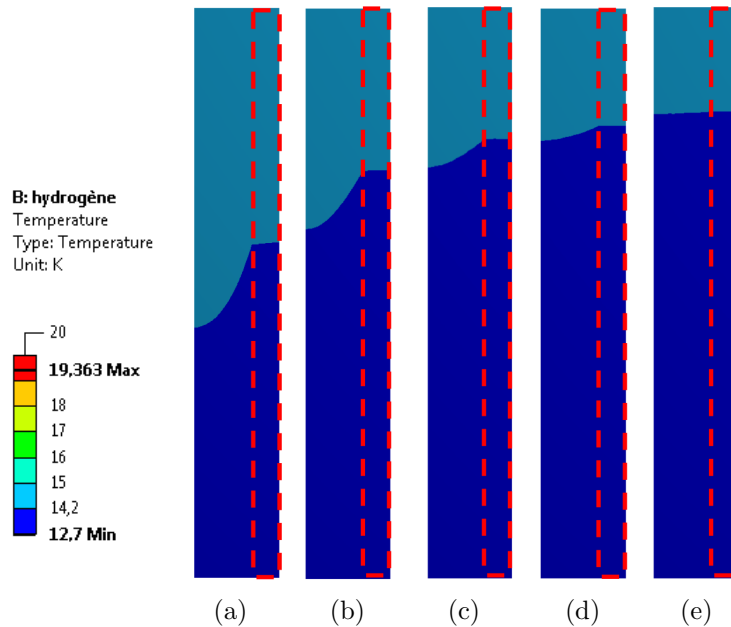 B: hydrogène
Temperature
Type: Temperature
Unit: K
20
19,363 Max
18
17
16
15
14,2
12,7 Min
(a) (b) (c) (d) (e)